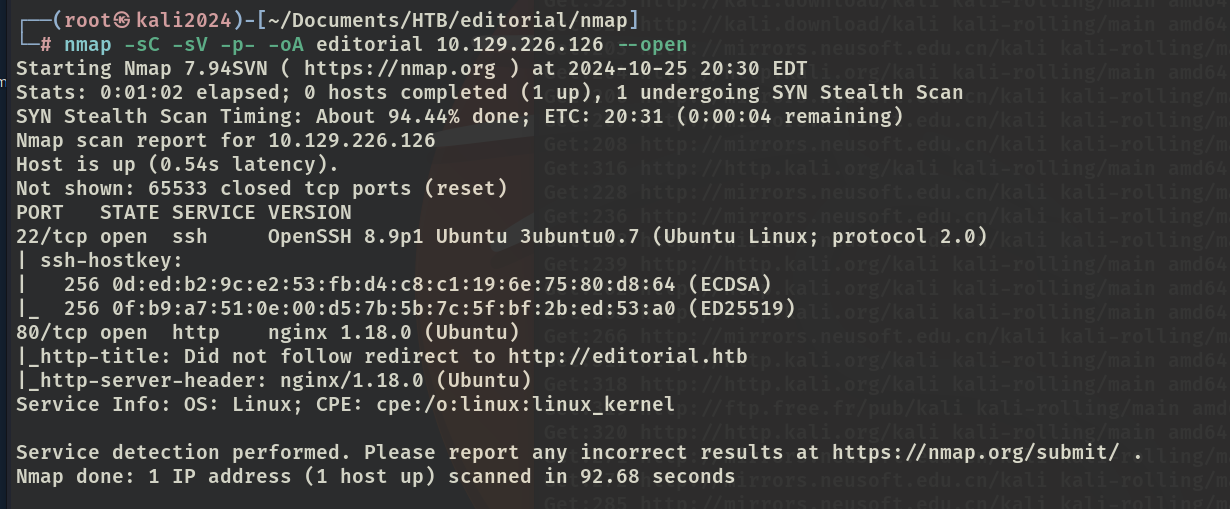 ┌──(root㉿kali2024)-[~/Documents/HTB/editorial/nmap]
└─# nmap -sC -sV -p- -oA editorial 10.129.226.126 --open
Starting Nmap 7.94SVN ( https://nmap.org ) at 2024-10-25 20:30 EDT
Stats: 0:01:02 elapsed; 0 hosts completed (1 up), 1 undergoing SYN Stealth Scan
SYN Stealth Scan Timing: About 94.44% done; ETC: 20:31 (0:00:04 remaining)
Nmap scan report for 10.129.226.126
Host is up (0.54s latency).
Not shown: 65533 closed tcp ports (reset)
PORT   STATE SERVICE VERSION
22/tcp open  ssh     OpenSSH 8.9p1 Ubuntu 3ubuntu0.7 (Ubuntu Linux; protocol 2.0)
| ssh-hostkey:
|   256 0d:ed:b2:9c:e2:53:fb:d4:c8:c1:19:6e:75:80:d8:64 (ECDSA)
|_  256 0f:b9:a7:51:0e:00:d5:7b:5b:7c:5f:bf:2b:ed:53:a0 (ED25519)
80/tcp open  http    nginx 1.18.0 (Ubuntu)
|_http-title: Did not follow redirect to http://editorial.htb
|_http-server-header: nginx/1.18.0 (Ubuntu)
Service Info: OS: Linux; CPE: cpe:/o:linux:linux_kernel

Service detection performed. Please report any incorrect results at https://nmap.org/submit/ .
Nmap done: 1 IP address (1 host up) scanned in 92.68 seconds